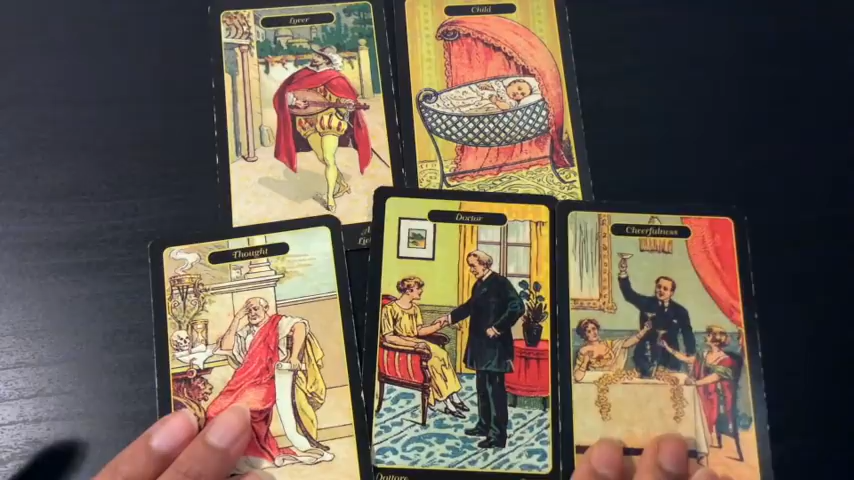 Lover
Child
Thought
Doctor
Cheerfulness
Dottore